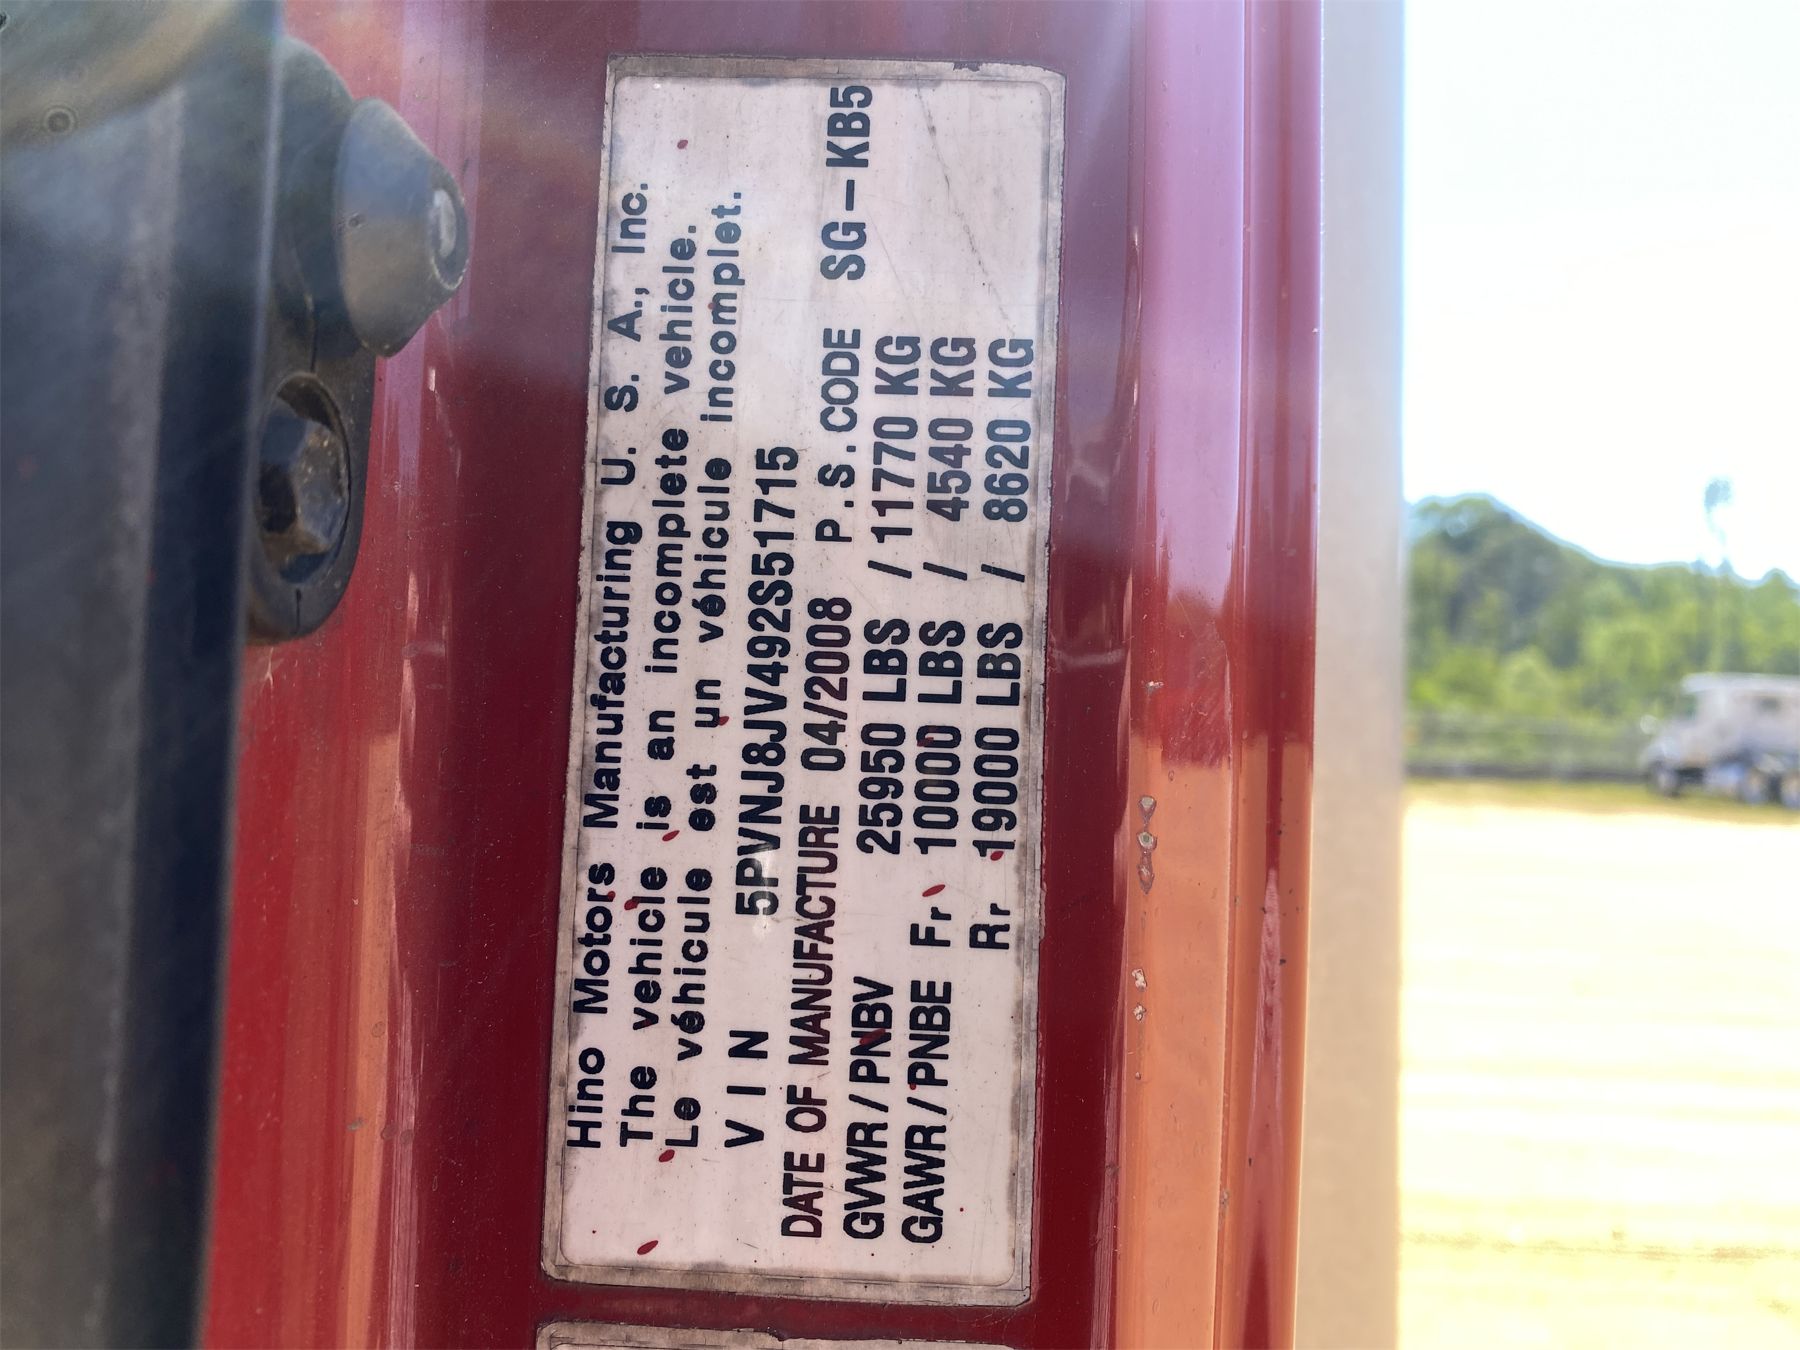 Hino Motors Manufacturing U. S. A., Inc.
The vehicle is an incomplete vehicle.
Le véhicule est un véhicule incomplet.
VIN 5PVNJ8JV492S51715
DATE OF MANUFACTURE 04/2008 P.S.CODE SG-KB5
GVWR/PNBV 25950 LBS / 11770 KG
GAWR/PNBE Fr 10000 LBS / 4540 KG
Rr 19000 LBS / 8620 KG